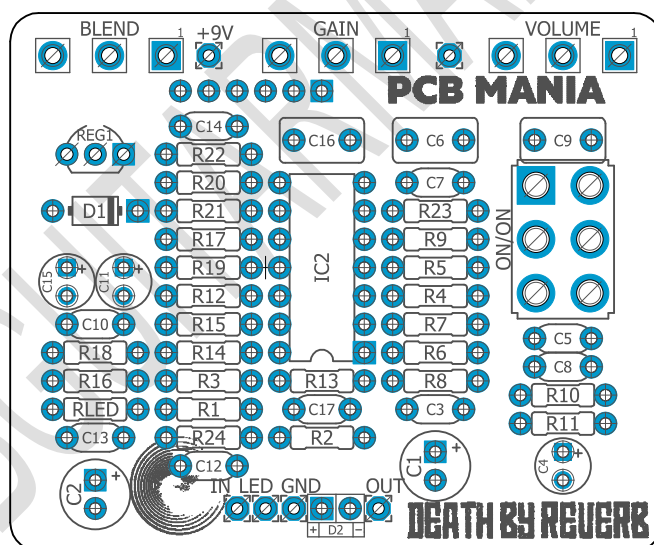 BLEND 1 +9V GAIN 1 VOLUME 1
PCB MANIA
C14
REG1 R22 C16 C6 C9
R20 C7
D1 R21 R23
R17 R9 ON/ON
C15 + C11 + R19 IC2 R5
R12 R4
C10 R15 R7 C5
R18 R14 R6 C8
R16 R3 R13 R8 R10
RLED R1 C17 C3 R11
C13 R24 R2
C12 C1 + C4 +
C2 +
IN LED GND OUT
+ D2 -
DEATH BY REVERB